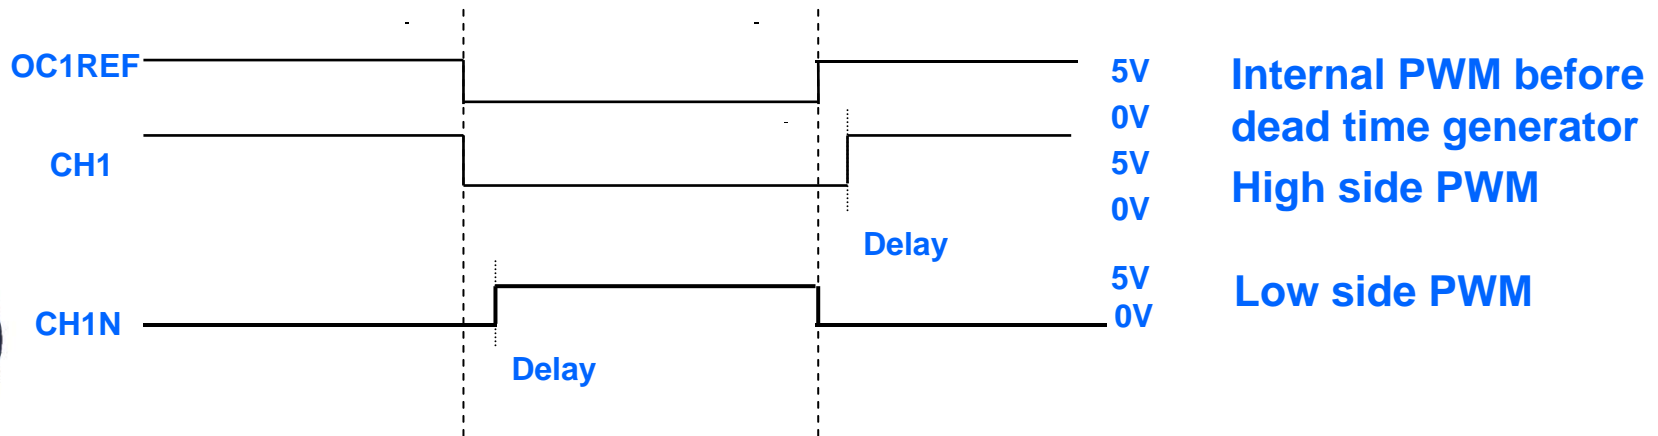 OC1REF
5V
Internal PWM before
0V
dead time generator
CH1
5V
High side PWM
0V
Delay
5V
Low side PWM
CH1N
0V
Delay